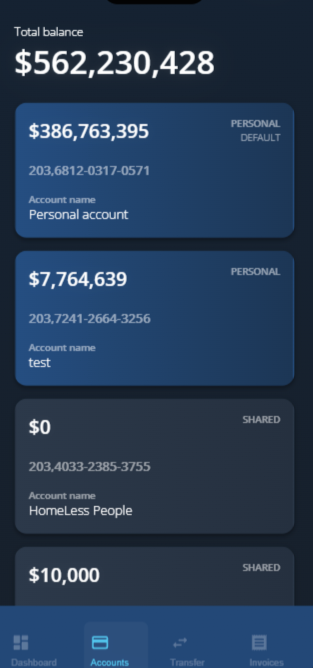 Total balance
$562,230,428
$386,763,395
PERSONAL
DEFAULT
203,6812-0317-0571
Account name
Personal account
$7,764,639
PERSONAL
203,7241-2664-3256
Account name
test
$0
SHARED
203,4033-2385-3755
Account name
HomeLess People
$10,000
SHARED
Dashboard
Accounts
Transfer
Invoices